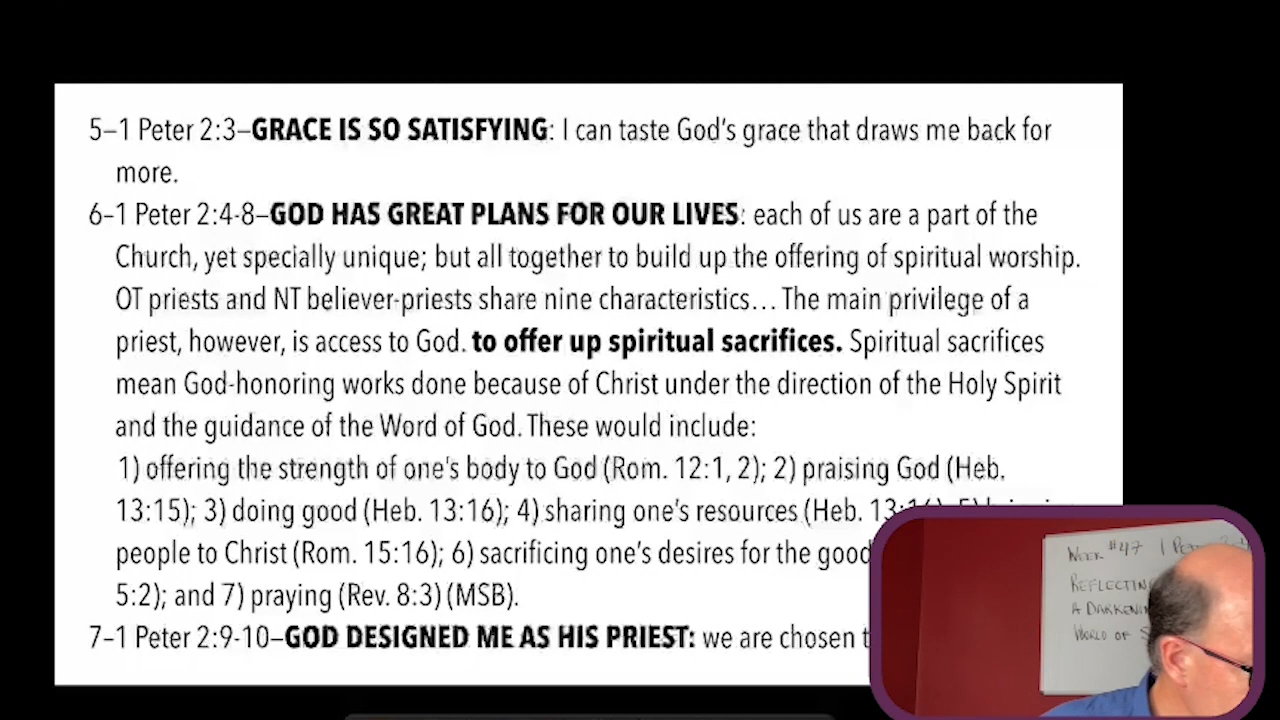 5–1 Peter 2:3–GRACE IS SO SATISFYING: I can taste God's grace that draws me back for
more.
6–1 Peter 2:4-8–GOD HAS GREAT PLANS FOR OUR LIVES: each of us are a part of the
Church, yet specially unique; but all together to build up the offering of spiritual worship.
OT priests and NT believer-priests share nine characteristics… The main privilege of a
priest, however, is access to God. to offer up spiritual sacrifices. Spiritual sacrifices
mean God-honoring works done because of Christ under the direction of the Holy Spirit
and the guidance of the Word of God. These would include:
1) offering the strength of one's body to God (Rom. 12:1, 2); 2) praising God (Heb.
13:15); 3) doing good (Heb. 13:16); 4) sharing one's resources (Heb.
people to Christ (Rom. 15:16); 6) sacrificing one's desires for the good
5:2); and 7) praying (Rev. 8:3) (MSB).
7–1 Peter 2:9-10–GOD DESIGNED ME AS HIS PRIEST: we are chosen
WEEK #47 1
A
WORLD OF